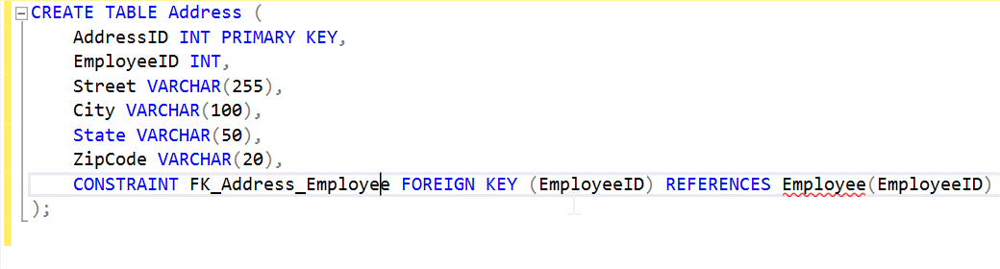 CREATE TABLE Address (
AddressID INT PRIMARY KEY,
EmployeeID INT,
Street VARCHAR(255),
City VARCHAR(100),
State VARCHAR(50),
ZipCode VARCHAR(20),
CONSTRAINT FK_Address_Employee FOREIGN KEY (EmployeeID) REFERENCES Employee(EmployeeID)
);